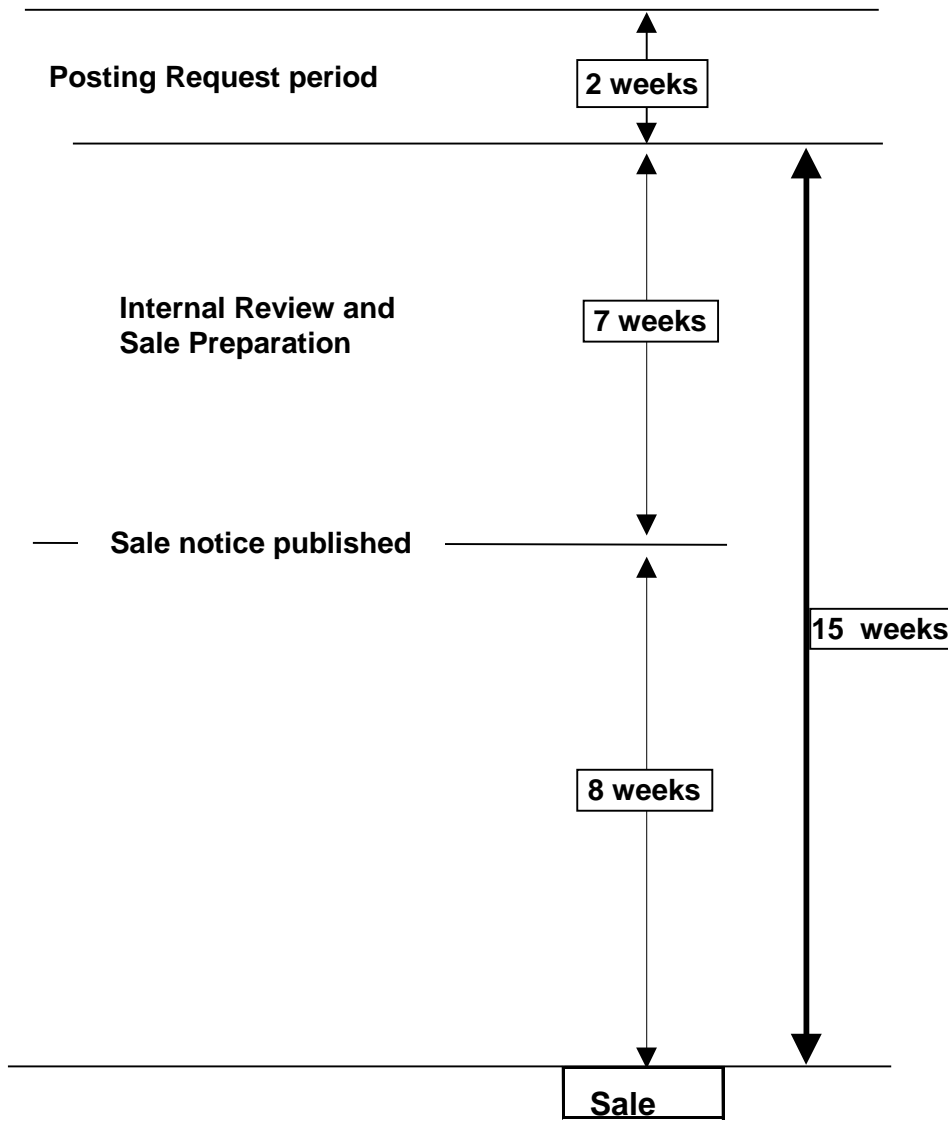 Posting Request period
2 weeks
Internal Review and
Sale Preparation
7 weeks
Sale notice published
15 weeks
8 weeks
Sale